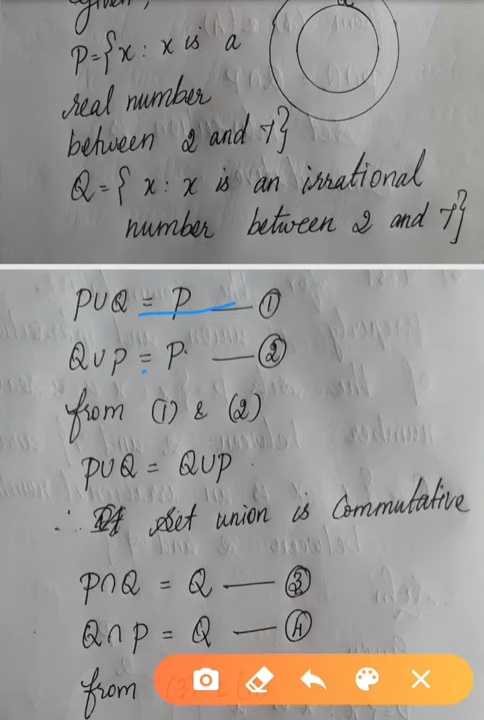 given,
P={x: x is a
real number
between 2 and 7}
Q={ x: x is an irrational
number between 2 and 7}
P∪Q = P — ①
Q∪P = P. — ②
from (1) & (2)
P∪Q = Q∪P.
∴ Set union is Commutative
P∩Q = Q — ③
Q∩P = Q — ④
from